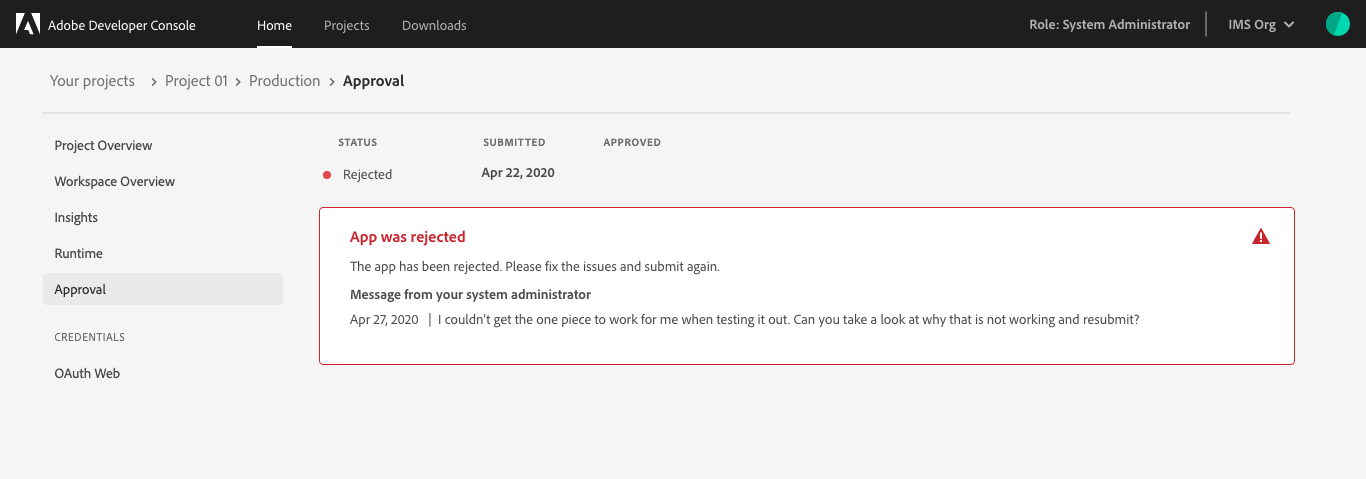 Adobe Developer Console Home Projects Downloads Role: System Administrator IMS Org
Your projects > Project 01 > Production > Approval
Project Overview
Workspace Overview
Insights
Runtime
Approval
CREDENTIALS
OAuth Web
STATUS SUBMITTED APPROVED
Rejected Apr 22, 2020
App was rejected
The app has been rejected. Please fix the issues and submit again.
Message from your system administrator
Apr 27, 2020 | I couldn't get the one piece to work for me when testing it out. Can you take a look at why that is not working and resubmit?